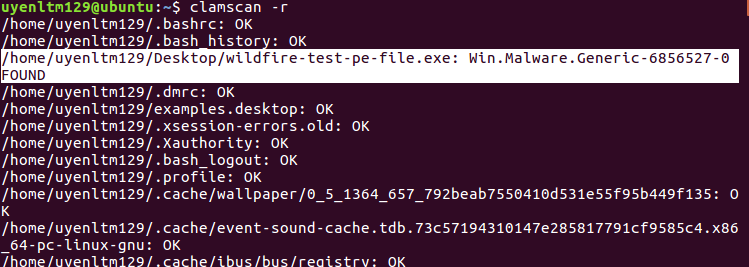 uyenltm129@ubuntu:~$ clamscan -r
/home/uyenltm129/.bashrc: OK
/home/uyenltm129/.bash_history: OK
/home/uyenltm129/Desktop/wildfire-test-pe-file.exe: Win.Malware.Generic-6856527-0
FOUND
/home/uyenltm129/.dmrc: OK
/home/uyenltm129/examples.desktop: OK
/home/uyenltm129/.xsession-errors.old: OK
/home/uyenltm129/.Xauthority: OK
/home/uyenltm129/.bash_logout: OK
/home/uyenltm129/.profile: OK
/home/uyenltm129/.cache/wallpaper/0_5_1364_657_792beab7550410d531e55f95b449f135: O
K
/home/uyenltm129/.cache/event-sound-cache.tdb.73c57194310147e285817791cf9585c4.x86
_64-pc-linux-gnu: OK
/home/uyenltm129/.cache/ibus/bus/registry: OK